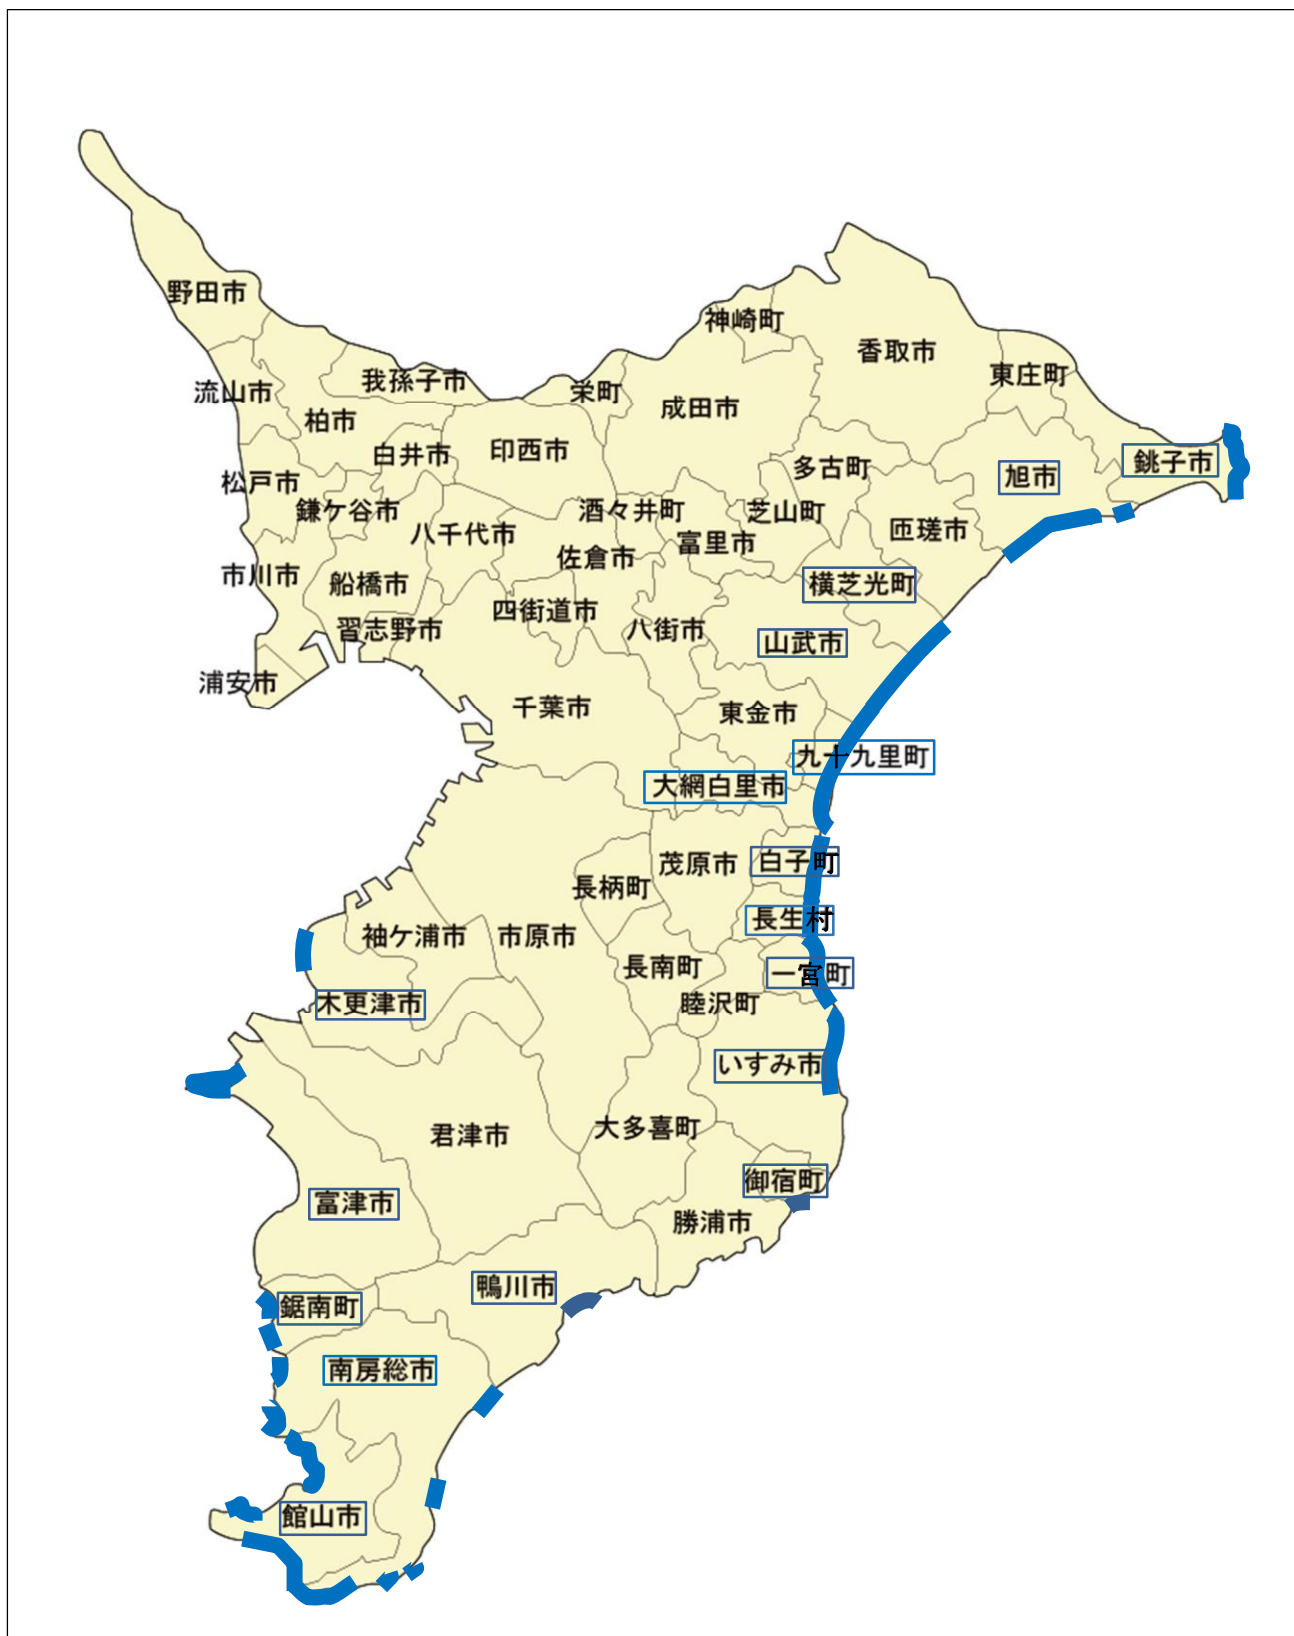 野田市
神崎町
香取市
東庄町
我孫子市
流山市
栄町
成田市
柏市
印西市
白井市
銚子市
多古町
旭市
松戸市
鎌ケ谷市
酒々井町
芝山町
八千代市
富里市
匝瑳市
佐倉市
市川市
船橋市
横芝光町
四街道市
習志野市
八街市
山武市
浦安市
千葉市
東金市
九十九里町
大網白里市
茂原市
白子町
長柄町
長生村
袖ケ浦市
市原市
長南町
一宮町
木更津市
睦沢町
いすみ市
君津市
大多喜町
御宿町
富津市
勝浦市
鴨川市
鋸南町
南房総市
館山市